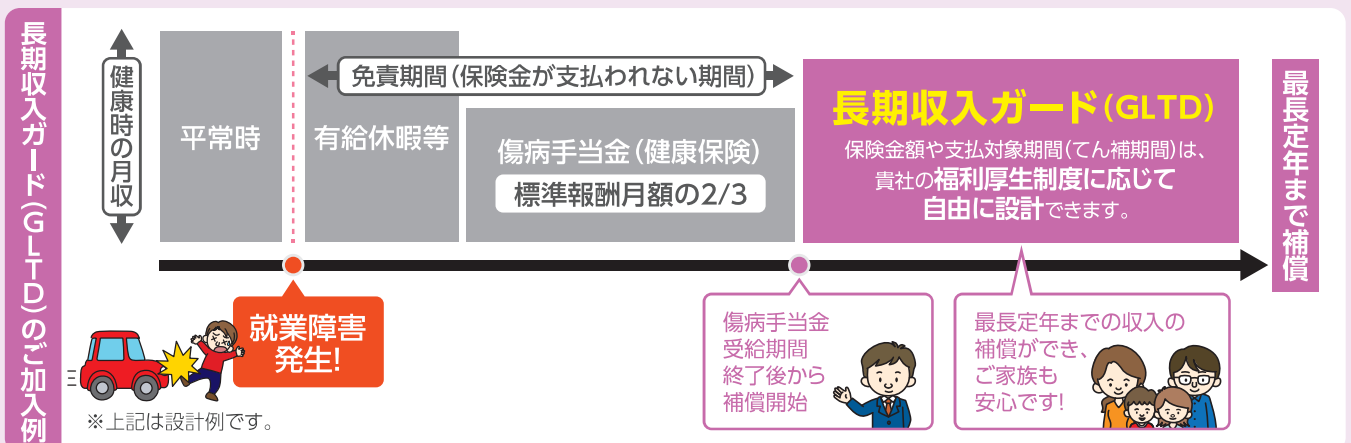 長期収入ガード(GLTD)のご加入例
健康時の月収
平常時
有給休暇等
免責期間(保険金が支払われない期間)
傷病手当金(健康保険)
標準報酬月額の2/3
長期収入ガード(GLTD)
保険金額や支払対象期間(てん補期間)は、
貴社の福利厚生制度に応じて
自由に設計できます。
最長定年まで補償
就業障害
発生!
傷病手当金
受給期間
終了後から
補償開始
最長定年までの収入の
補償ができ、
ご家族も
安心です!
※上記は設計例です。